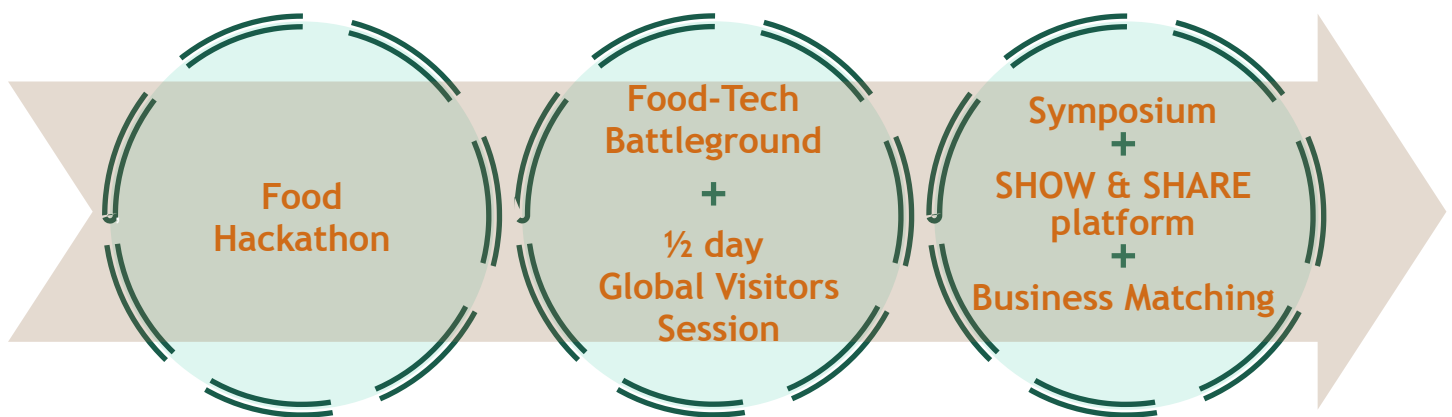 Food
Hackathon
Food-Tech
Battleground
+
½ day
Global Visitors
Session
Symposium
+
SHOW & SHARE
platform
+
Business Matching